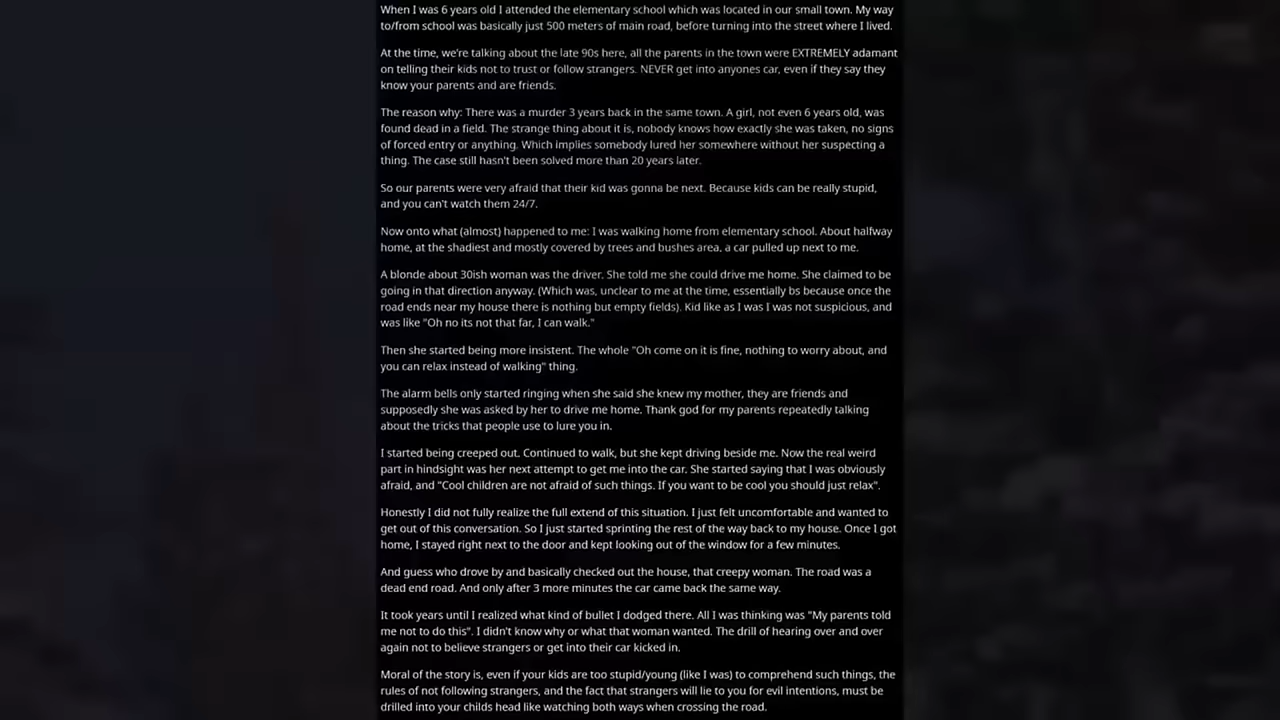 When I was 6 years old I attended the elementary school which was located in our small town. My way
to/from school was basically just 500 meters of main road, before turning into the street where I lived.
At the time, we're talking about the late 90s here, all the parents in the town were EXTREMELY adamant
on telling their kids not to trust or follow strangers. NEVER get into anyones car, even if they say they
know your parents and are friends.
The reason why: There was a murder 3 years back in the same town. A girl, not even 6 years old, was
found dead in a field. The strange thing about it is, nobody knows how exactly she was taken, no signs
of forced entry or anything. Which implies somebody lured her somewhere without her suspecting a
thing. The case still hasn't been solved more than 20 years later.
So our parents were very afraid that their kid was gonna be next. Because kids can be really stupid,
and you can't watch them 24/7.
Now onto what (almost) happened to me: I was walking home from elementary school. About halfway
home, at the shadiest and mostly covered by trees and bushes area, a car pulled up next to me.
A blonde about 30ish woman was the driver. She told me she could drive me home. She claimed to be
going in that direction anyway. (Which was, unclear to me at the time, essentially bs because once the
road ends near my house there is nothing but empty fields). Kid like as I was I was not suspicious, and
was like "Oh no its not that far, I can walk."
Then she started being more insistent. The whole "Oh come on it is fine, nothing to worry about, and
you can relax instead of walking" thing.
The alarm bells only started ringing when she said she knew my mother, they are friends and
supposedly she was asked by her to drive me home. Thank god for my parents repeatedly talking
about the tricks that people use to lure you in.
I started being creeped out. Continued to walk, but she kept driving beside me. Now the real weird
part in hindsight was her next attempt to get me into the car. She started saying that I was obviously
afraid, and "Cool children are not afraid of such things. If you want to be cool you should just relax".
Honestly I did not fully realize the full extend of this situation. I just felt uncomfortable and wanted to
get out of this conversation. So I just started sprinting the rest of the way back to my house. Once I got
home, I stayed right next to the door and kept looking out of the window for a few minutes.
And guess who drove by and basically checked out the house, that creepy woman. The road was a
dead end road. And only after 3 more minutes the car came back the same way.
It took years until I realized what kind of bullet I dodged there. All I was thinking was "My parents told
me not to do this". I didn't know why or what that woman wanted. The drill of hearing over and over
again not to believe strangers or get into their car kicked in.
Moral of the story is, even if your kids are too stupid/young (like I was) to comprehend such things, the
rules of not following strangers, and the fact that strangers will lie to you for evil intentions, must be
drilled into your childs head like watching both ways when crossing the road.